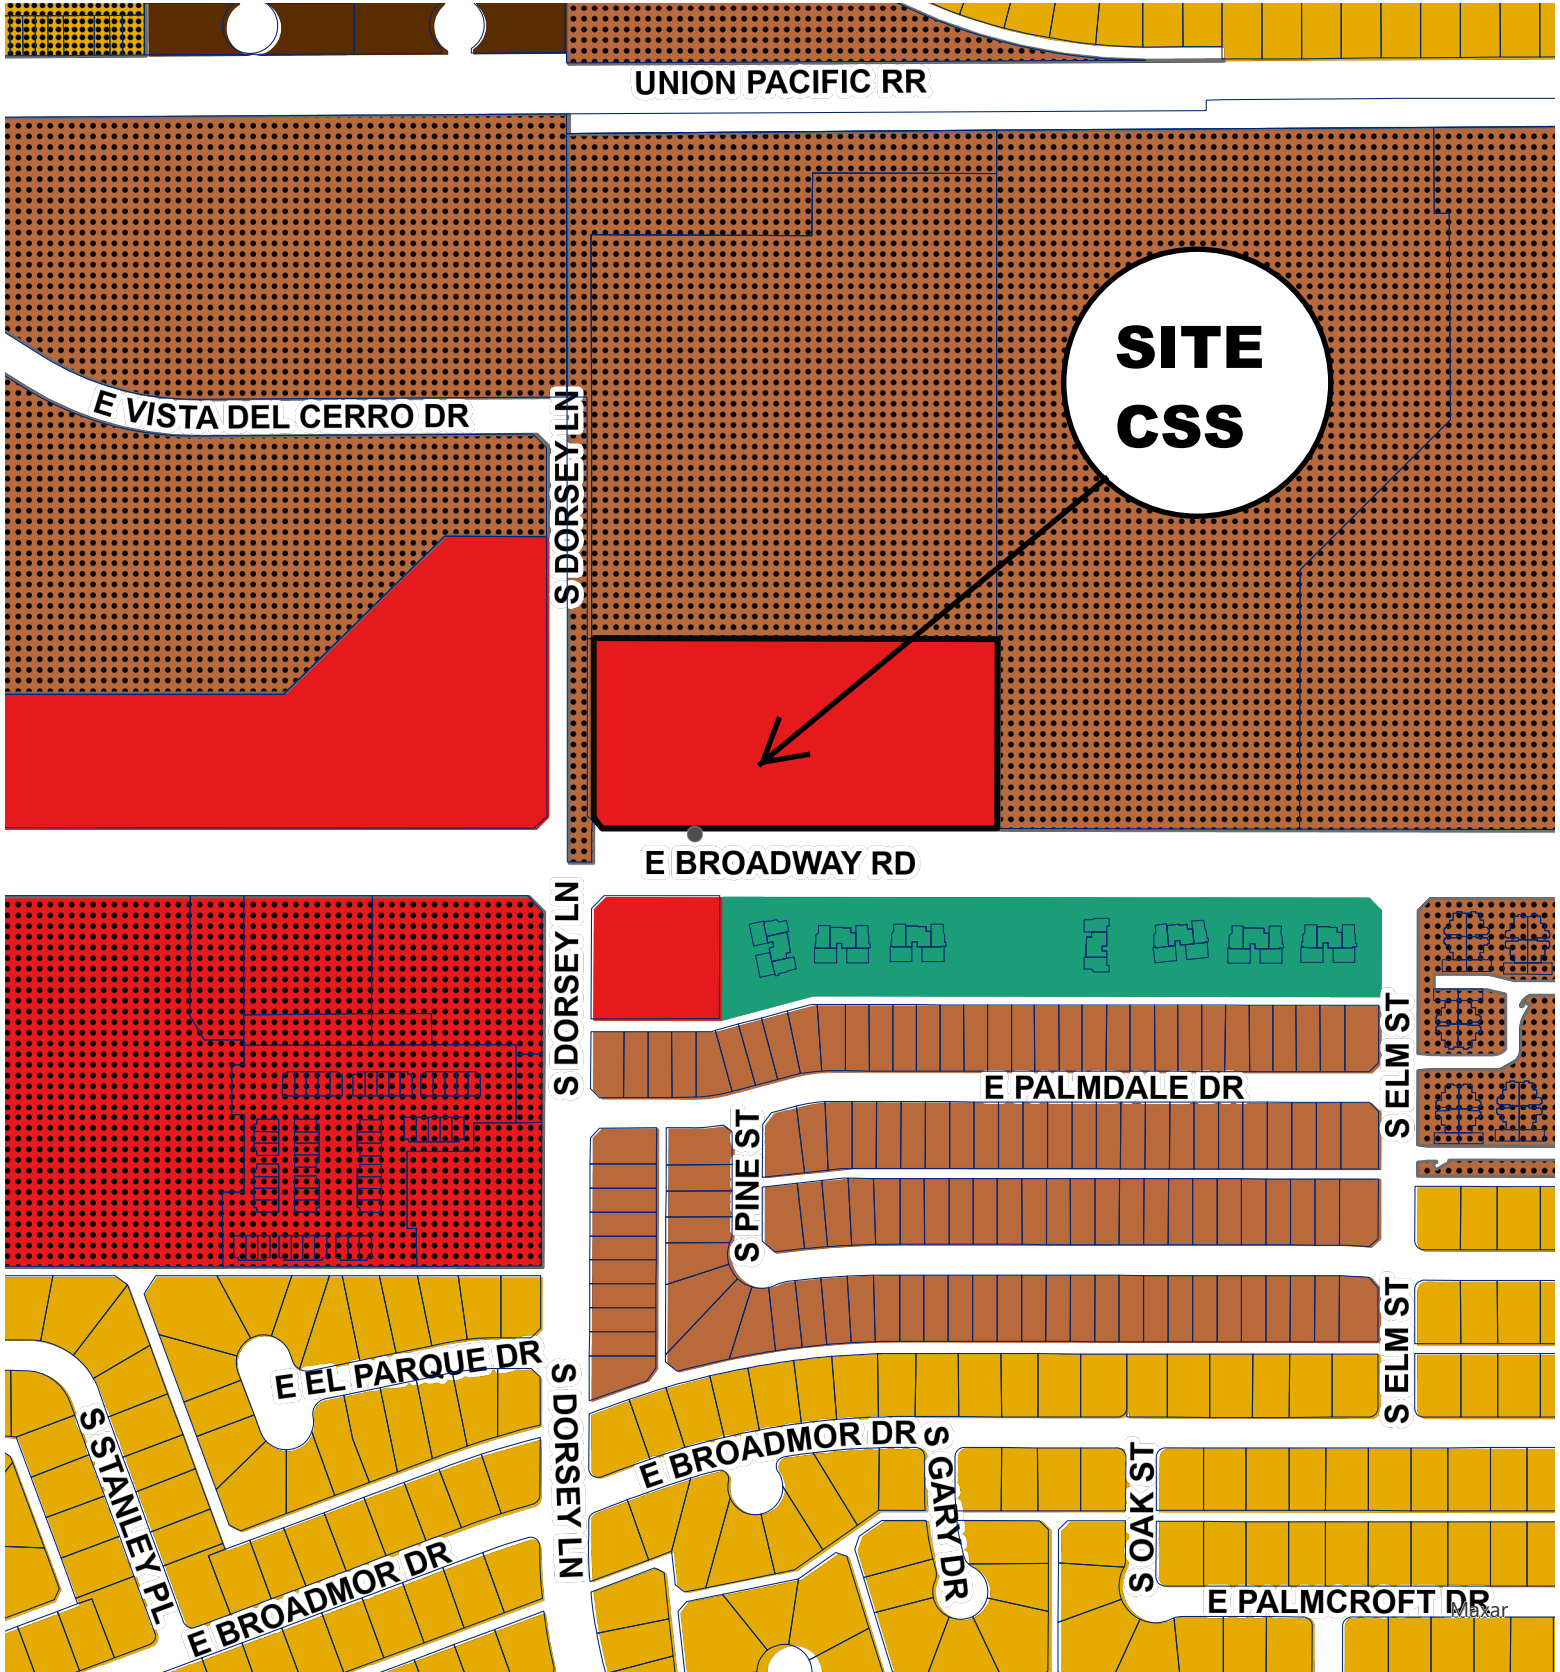 UNION PACIFIC RR
SITE
CSS
E VISTA DEL CERRO DR
S DORSEY LN
E BROADWAY RD
S DORSEY LN
S ELM ST
E PALMDALE DR
S PINE ST
S ELM ST
E EL PARQUE DR
S DORSEY LN
S STANLEY PL
E BROADMOR DR
S GARY DR
S OAK ST
E BROADMOR DR
E PALMCROFT DR
Maxar